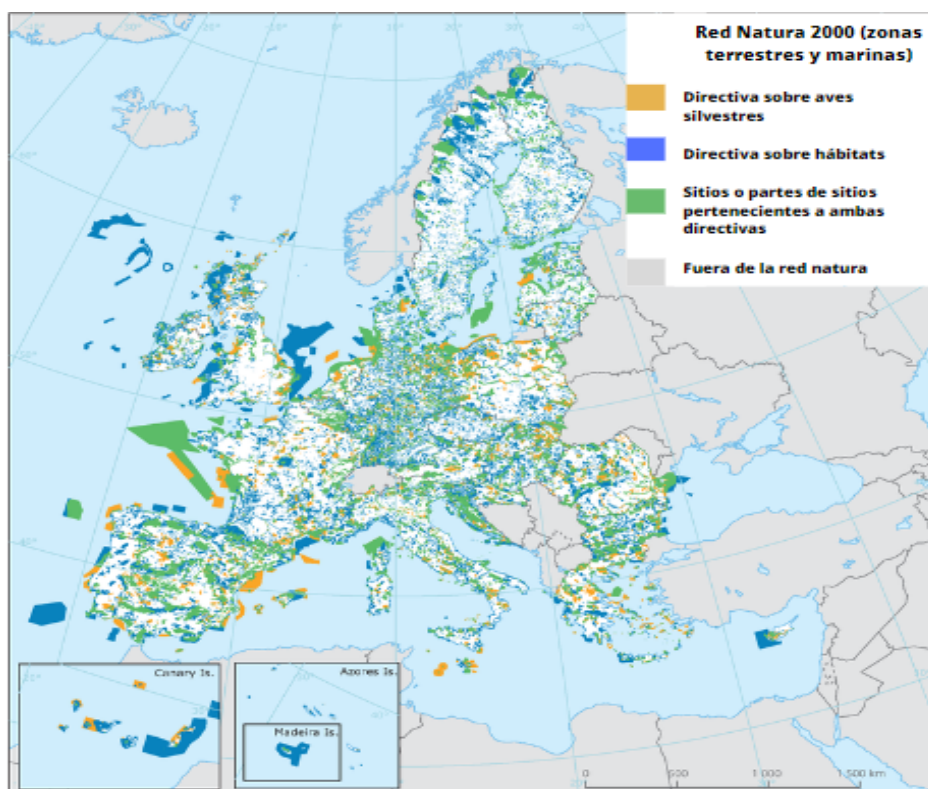 Red Natura 2000 (zonas
terrestres y marinas)
Directiva sobre aves
silvestres
Directiva sobre hábitats
Sitios o partes de sitios
pertenecientes a ambas
directivas
Fuera de la red natura
Canary Is.
Azores Is.
Madeira Is.
0 500 1 000 1 500 km